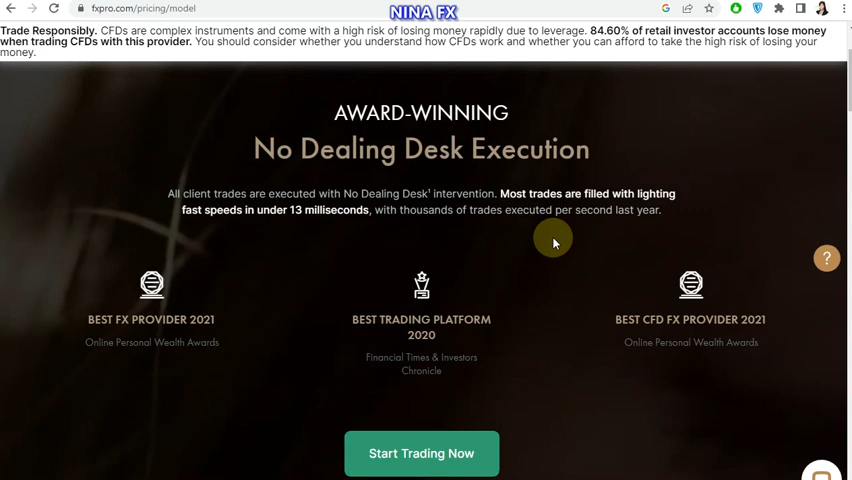 NINA FX
fxpro.com/pricing/model
Trade Responsibly. CFDs are complex instruments and come with a high risk of losing money rapidly due to leverage. 84.60% of retail investor accounts lose money
when trading CFDs with this provider. You should consider whether you understand how CFDs work and whether you can afford to take the high risk of losing your
money.
AWARD-WINNING
No Dealing Desk Execution
All client trades are executed with No Dealing Desk¹ intervention. Most trades are filled with lighting
fast speeds in under 13 milliseconds, with thousands of trades executed per second last year.
?
BEST FX PROVIDER 2021
Online Personal Wealth Awards
BEST TRADING PLATFORM
2020
Financial Times & Investors
Chronicle
BEST CFD FX PROVIDER 2021
Online Personal Wealth Awards
Start Trading Now